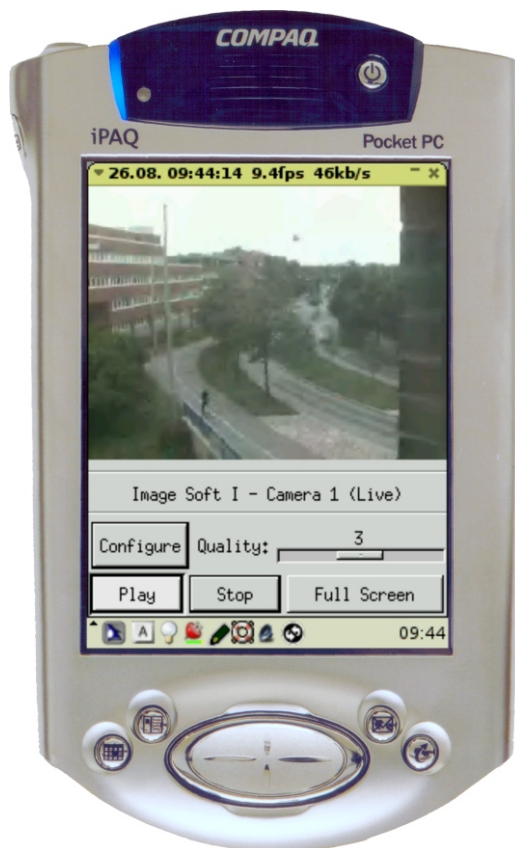 COMPAQ
iPAQ
Pocket PC
26.08. 09:44:14 9.4fps 46kb/s
Image Soft I - Camera 1 (Live)
Configure
Quality:
3
Play
Stop
Full Screen
A
09:44